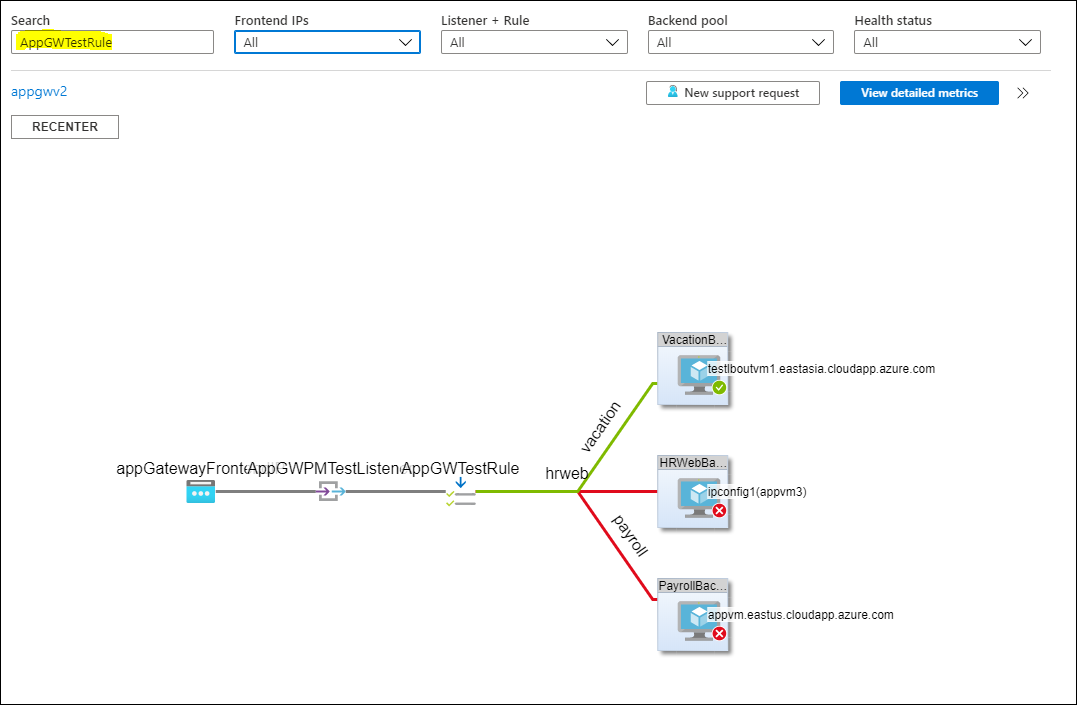 Search
Frontend IPs
Listener + Rule
Backend pool
Health status
AppGWTestRule
All
All
All
All
appgwv2
New support request
View detailed metrics
RECENTER
VacationB...
testlboutvm1.eastasia.cloudapp.azure.com
vacation
appGatewayFront
AppGWPMTestListen
AppGWTestRule
hrweb
HRWebBa...
ipconfig1(appvm3)
payroll
PayrollBac...
appvm.eastus.cloudapp.azure.com